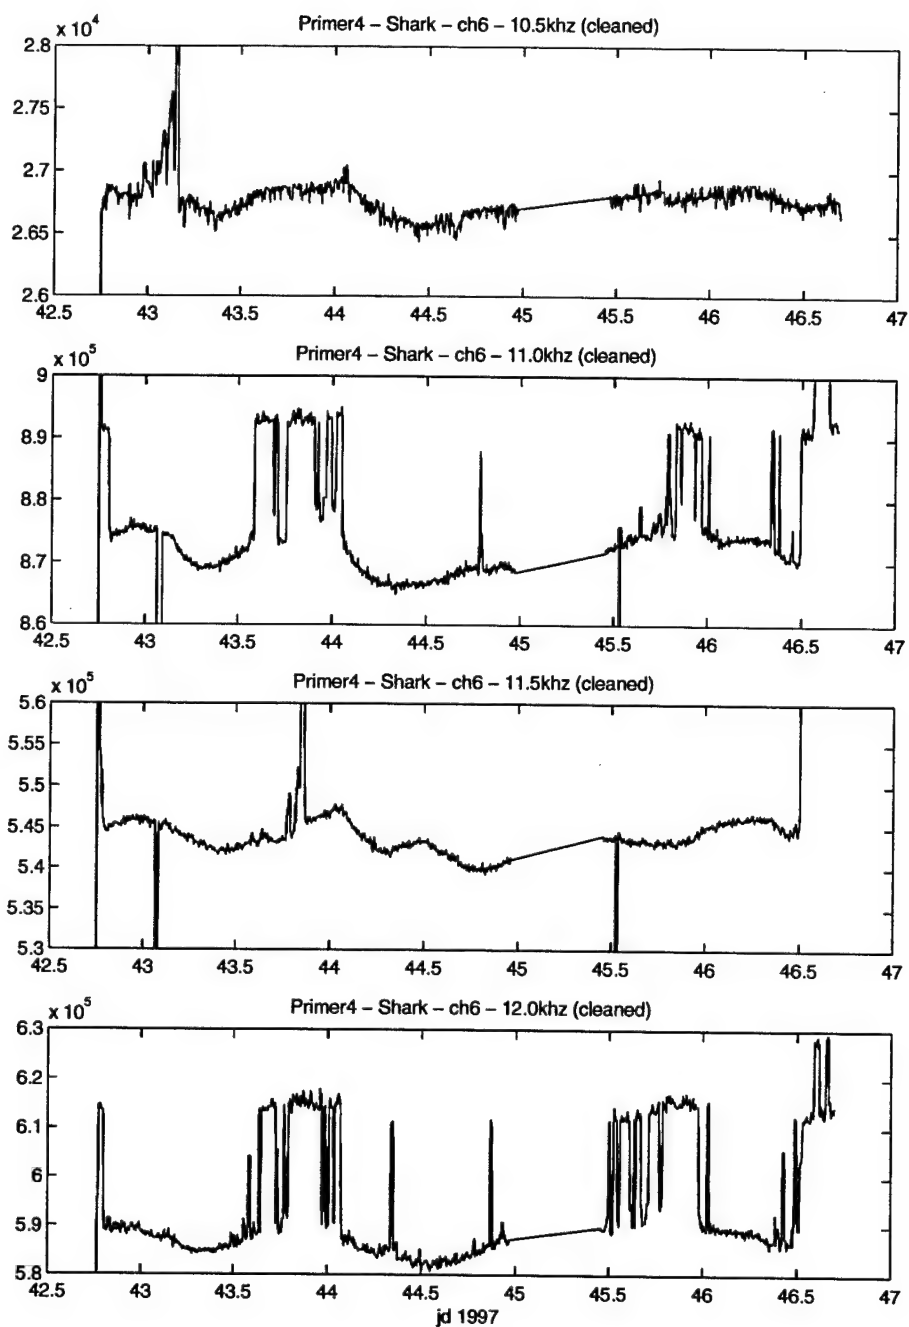 Primer4 – Shark – ch6 – 10.5khz (cleaned)
x 10^4
2.8
2.75
2.7
2.65
2.6
42.5 43 43.5 44 44.5 45 45.5 46 46.5 47
Primer4 – Shark – ch6 – 11.0khz (cleaned)
x 10^5
9
8.9
8.8
8.7
8.6
42.5 43 43.5 44 44.5 45 45.5 46 46.5 47
Primer4 – Shark – ch6 – 11.5khz (cleaned)
x 10^5
5.6
5.55
5.5
5.45
5.4
5.35
5.3
42.5 43 43.5 44 44.5 45 45.5 46 46.5 47
Primer4 – Shark – ch6 – 12.0khz (cleaned)
x 10^5
6.3
6.2
6.1
6
5.9
5.8
42.5 43 43.5 44 44.5 45 45.5 46 46.5 47
jd 1997